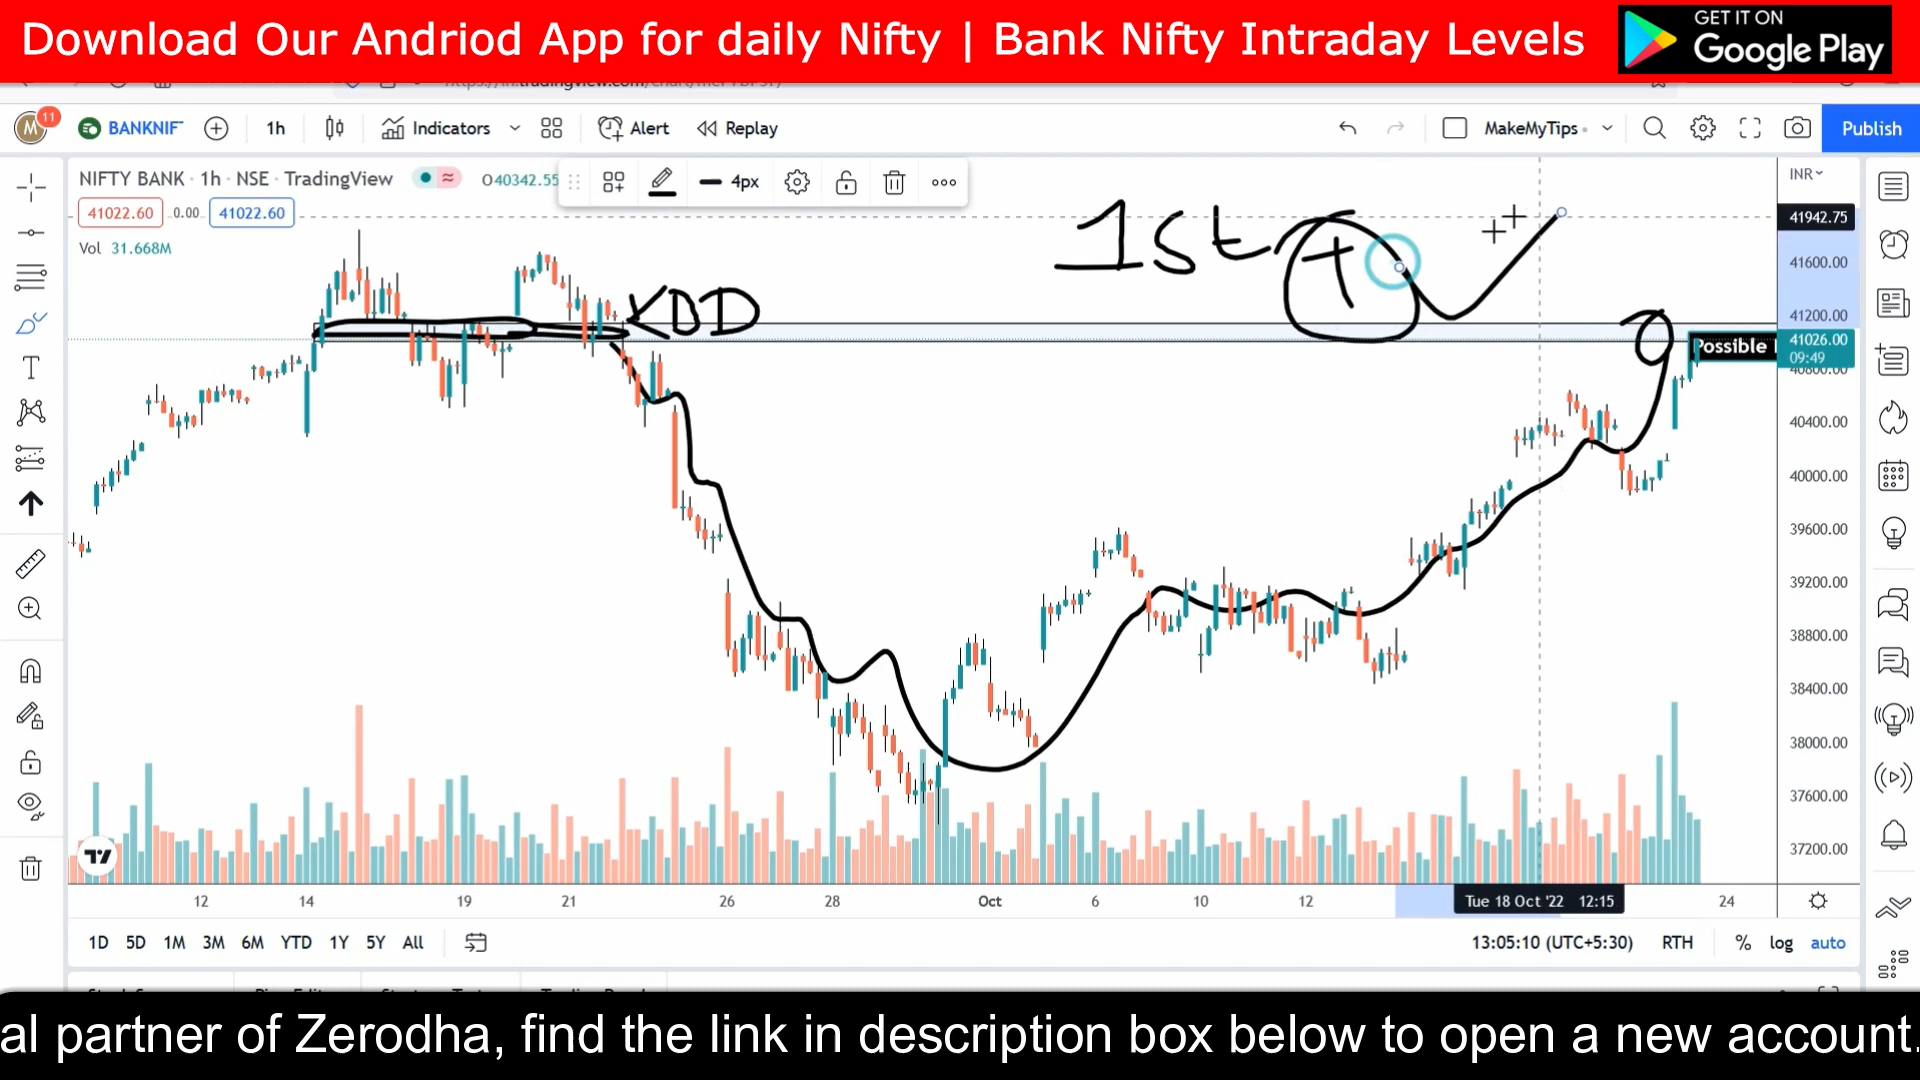 Download Our Andriod App for daily Nifty | Bank Nifty Intraday Levels
GET IT ON
Google Play
M
11
BANKNIF
1h
Indicators
Alert
Replay
MakeMyTips
Publish
NIFTY BANK · 1h · NSE · TradingView
O40342.55
4px
INR
41022.60
0.00
41022.60
Vol 31.668M
1st
+
KDD
Possible
41942.75
41600.00
41200.00
41026.00
09:49
40800.00
40400.00
40000.00
39600.00
39200.00
38800.00
38400.00
38000.00
37600.00
37200.00
12
14
19
21
26
28
Oct
6
10
12
Tue 18 Oct '22 12:15
24
1D 5D 1M 3M 6M YTD 1Y 5Y All
13:05:10 (UTC+5:30)
RTH
%
log
auto
al partner of Zerodha, find the link in description box below to open a new account.